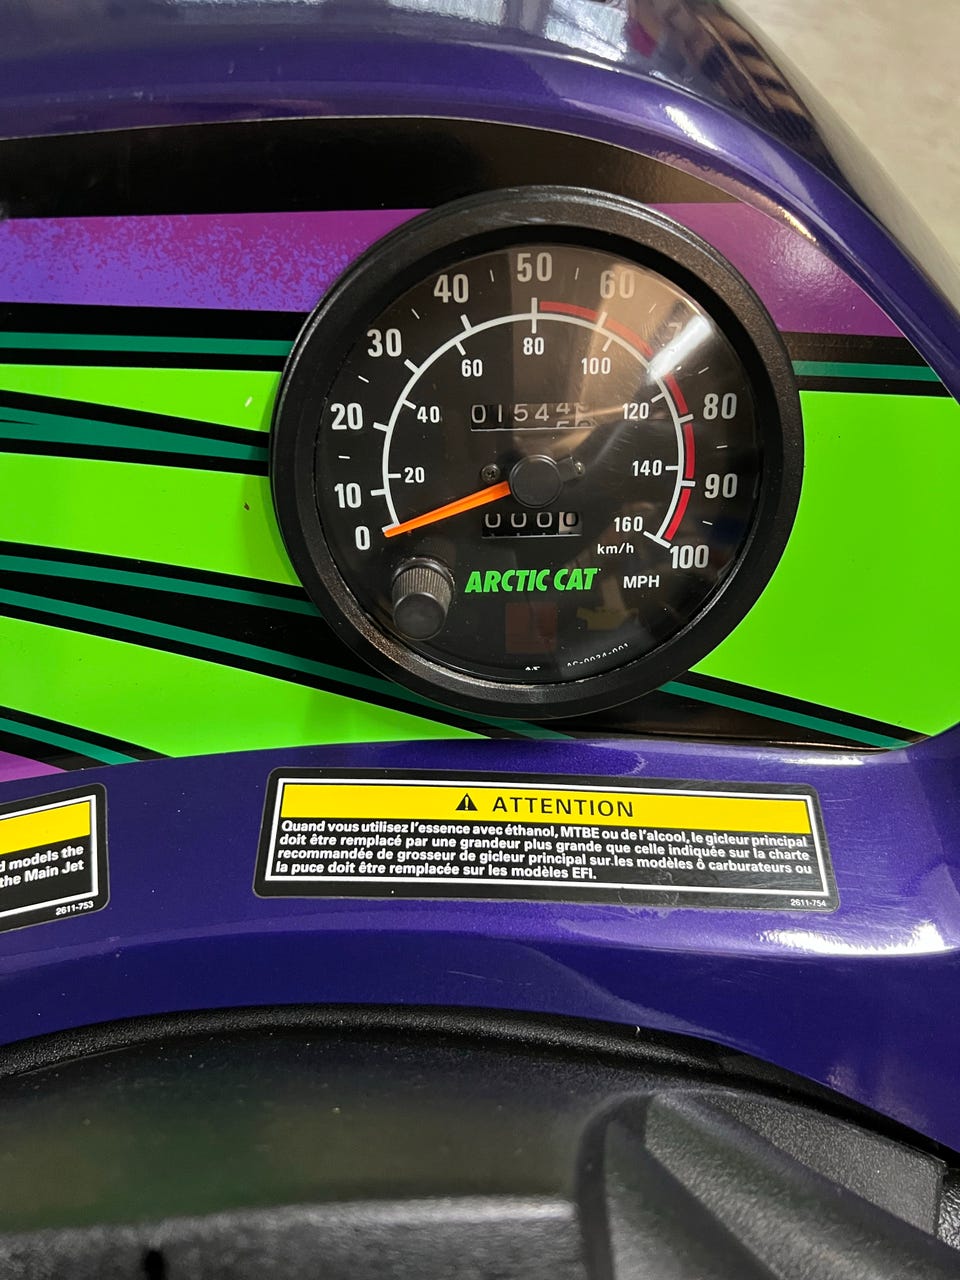 50
40
60
30
80
60
100
20
40
0154
120
80
20
140
90
10
0
0000
160
km/h
100
ARCTIC CAT
MPH
⚠ ATTENTION
Quand vous utilisez l'essence avec éthanol, MTBE ou de l'alcool, le gicleur principal
doit être remplacé par une grandeur plus grande que celle indiquée sur la charte
recommandée de grosseur de gicleur principal sur.les modèles ô carburateurs ou
la puce doit être remplacée sur les modèles EFI.
2611-754
d models the
the Main Jet
2611-753